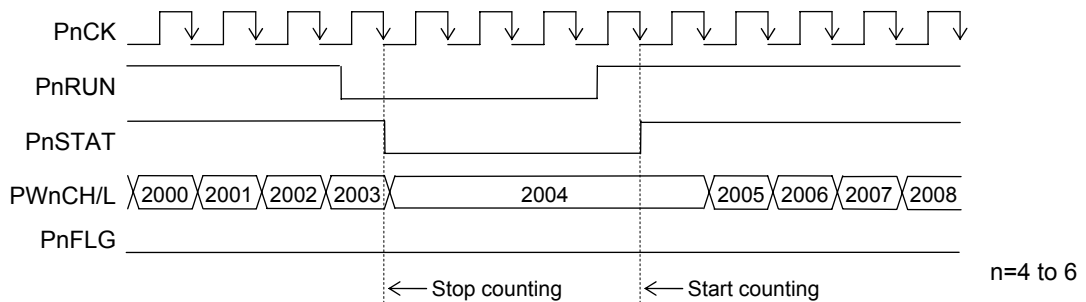 PnCK
PnRUN
PnSTAT
PWnCH/L 2000 2001 2002 2003 2004 2005 2006 2007 2008
PnFLG
Stop counting Start counting n=4 to 6